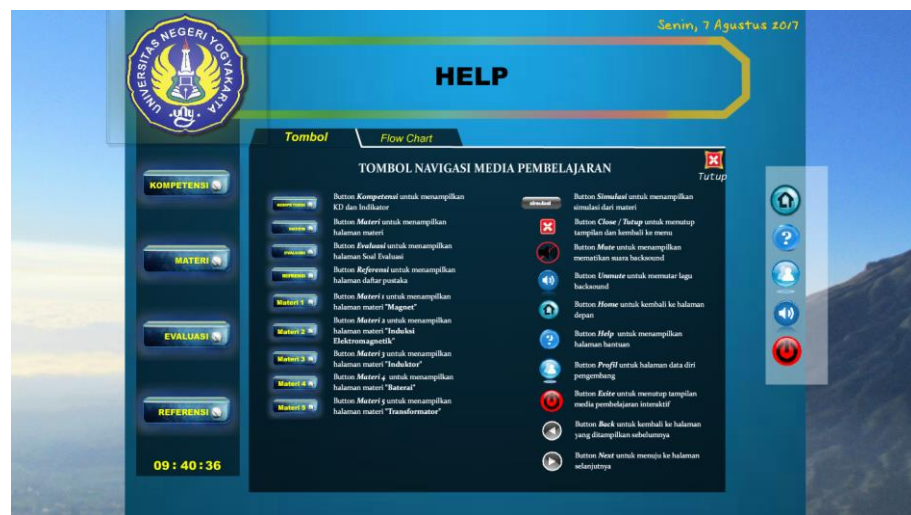 Senin, 7 Agustus 2017
UNIVERSITAS NEGERI YOGYAKARTA
HELP
Tombol
Flow Chart
TOMBOL NAVIGASI MEDIA PEMBELAJARAN
Tutup
KOMPETENSI
MATERI
EVALUASI
REFERENSI
09:40:36
KOMPETENSI
Button Kompetensi untuk menampilkan
KD dan Indikator
MATERI
Button Materi untuk menampilkan
halaman materi
EVALUASI
Button Evaluasi untuk menampilkan
halaman Soal Evaluasi
REFERENSI
Button Referensi untuk menampilkan
halaman daftar pustaka
Materi 1
Button Materi 1 untuk menampilkan
halaman materi "Magnet"
Materi 2
Button Materi 2 untuk menampilkan
halaman materi "Induksi
Elektromagnetik"
Materi 3
Button Materi 3 untuk menampilkan
halaman materi "Induktor"
Materi 4
Button Materi 4 untuk menampilkan
halaman materi "Baterai"
Materi 5
Button Materi 5 untuk menampilkan
halaman materi "Transformator"
simulasi
Button Simulasi untuk menampilkan
simulasi dari materi
Button Close / Tutup untuk menutup
tampilan dan kembali ke menu
Button Mute untuk menampilkan
mematikan suara backsound
Button Unmute untuk memutar lagu
backsound
Button Home untuk kembali ke halaman
depan
Button Help untuk menampilkan
halaman bantuan
Button Profil untuk halaman data diri
pengembang
Button Exite untuk menutup tampilan
media pembelajaran interaktif
Button Back untuk kembali ke halaman
yang ditampilkan sebelumnya
Button Next untuk menuju ke halaman
selanjutnya